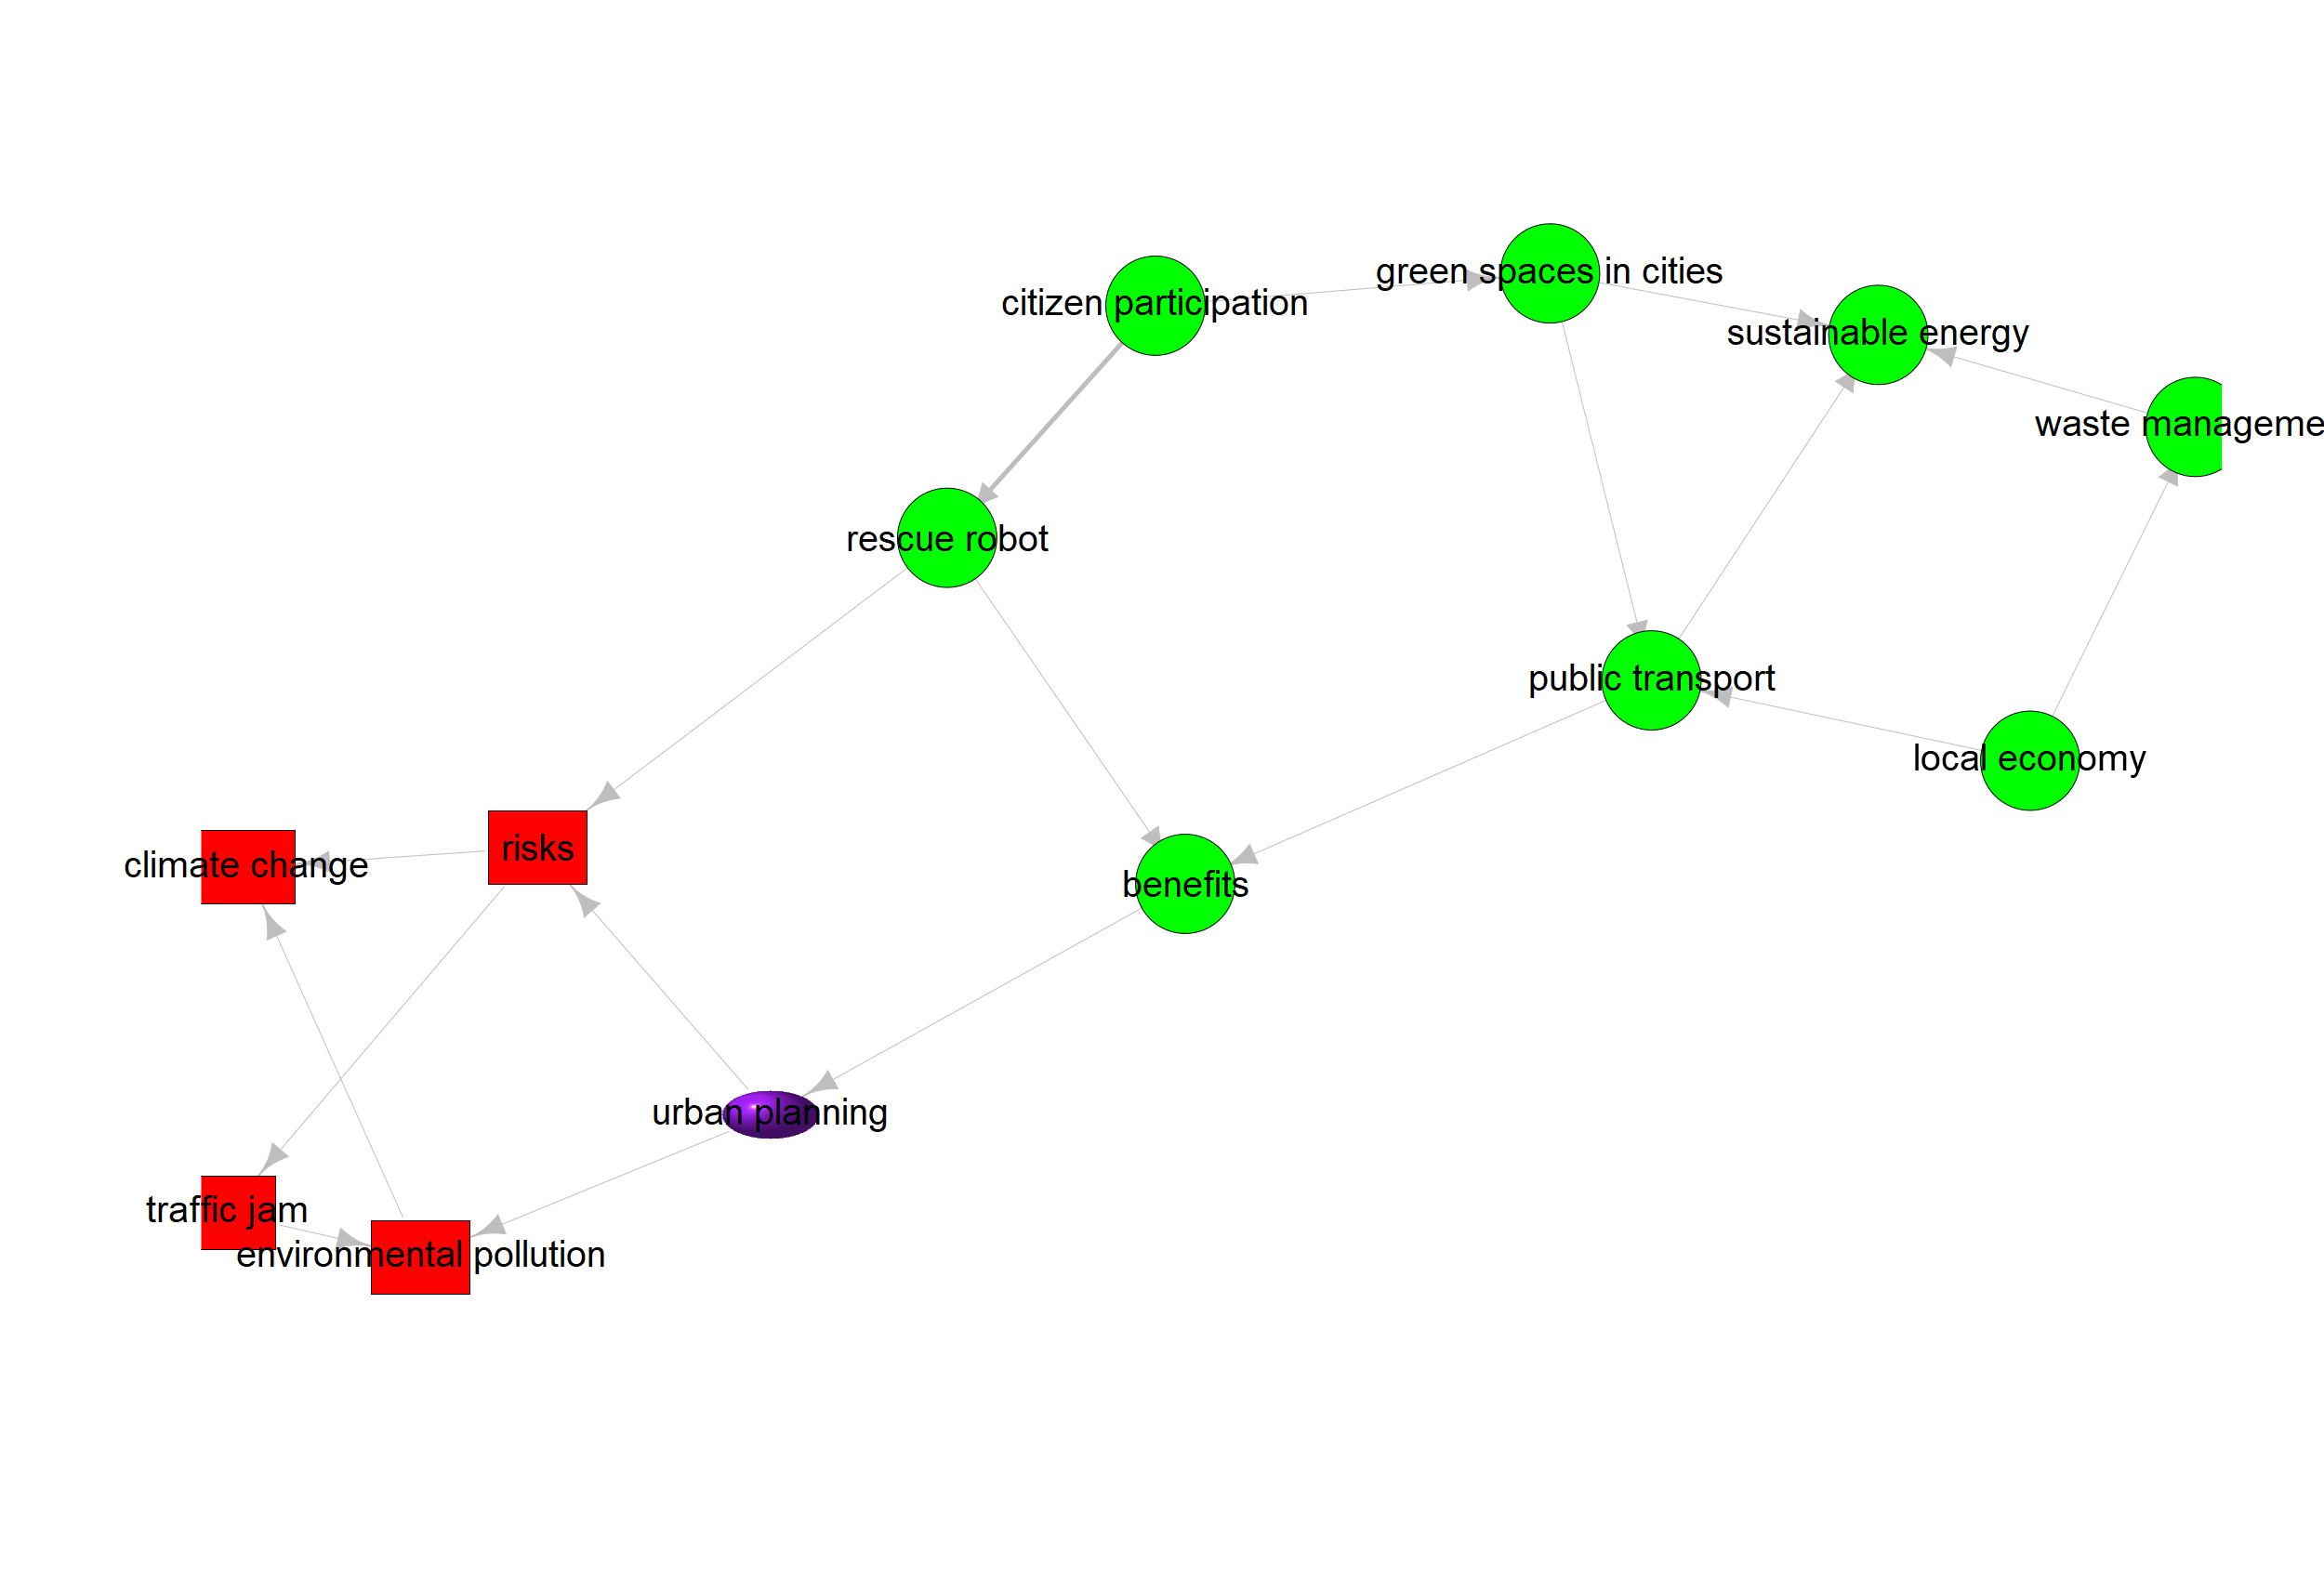 green spaces in cities
citizen participation
sustainable energy
waste manageme
rescue robot
public transport
local economy
risks
climate change
benefits
urban planning
traffic jam
environmental pollution